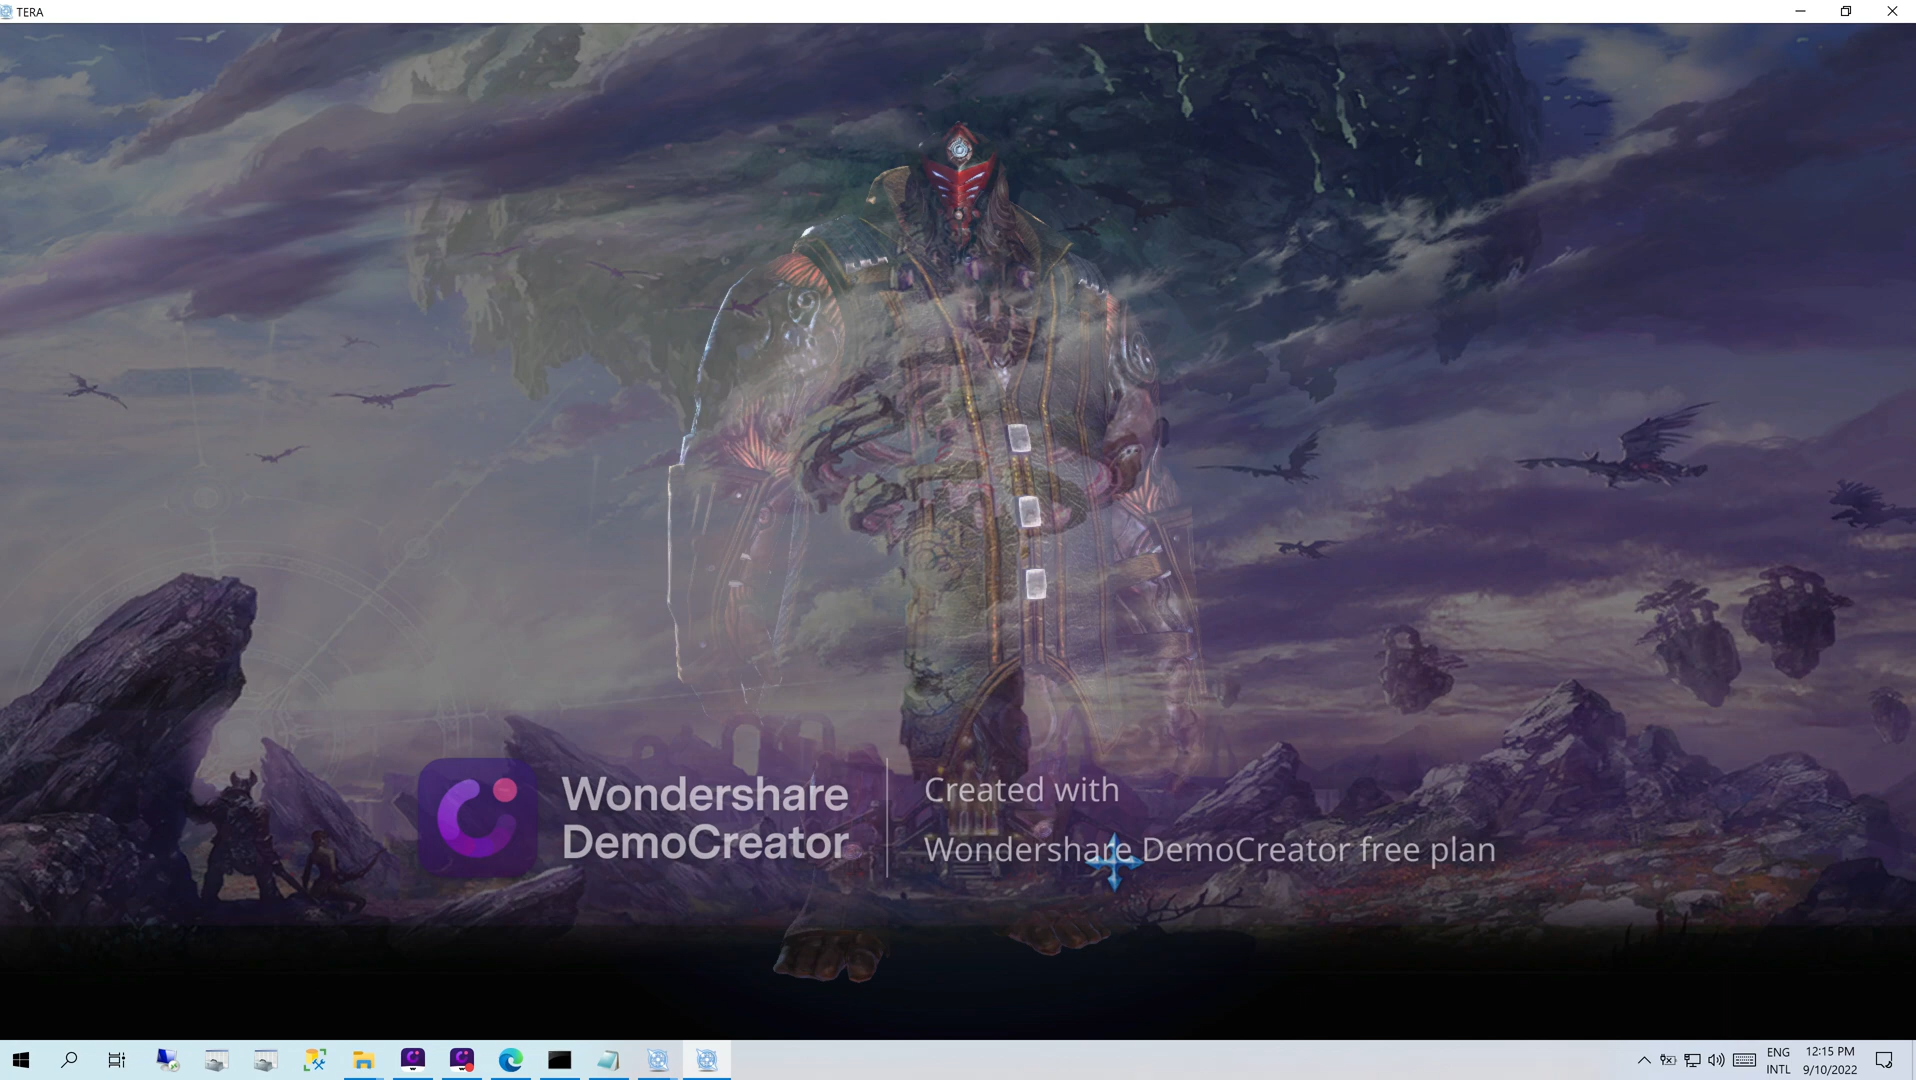 TERA
Wondershare
DemoCreator
Created with
Wondershare DemoCreator free plan
ENG
INTL
12:15 PM
9/10/2022